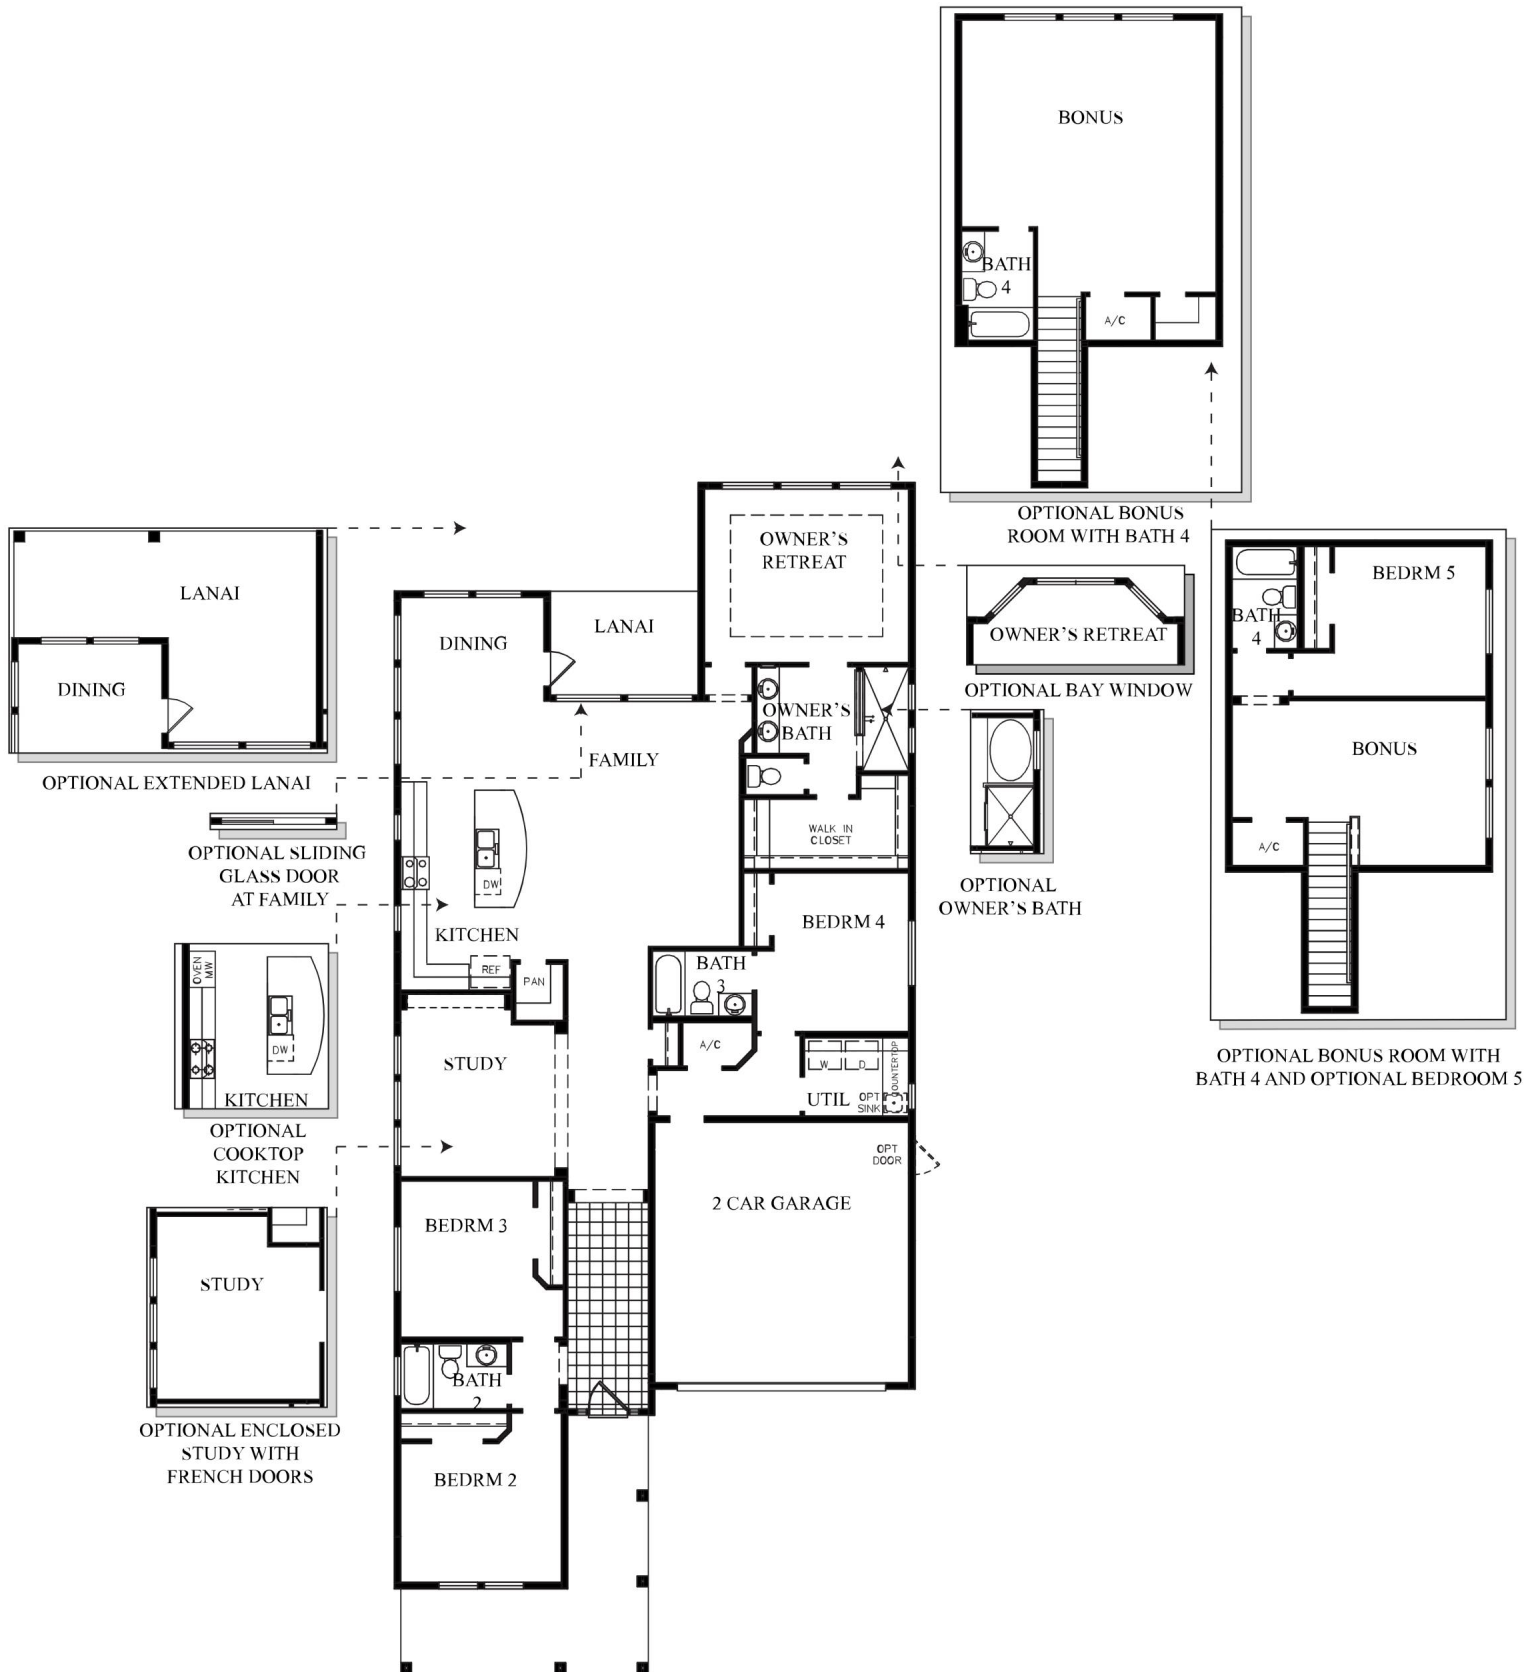 BONUS
BATH
4
A/C
OPTIONAL BONUS
ROOM WITH BATH 4
LANAI
DINING
OPTIONAL EXTENDED LANAI
OPTIONAL SLIDING
GLASS DOOR
AT FAMILY
OVEN
MW
DW
KITCHEN
OPTIONAL
COOKTOP
KITCHEN
STUDY
OPTIONAL ENCLOSED
STUDY WITH
FRENCH DOORS
OWNER'S
RETREAT
DINING
LANAI
OWNER'S
BATH
FAMILY
WALK IN
CLOSET
DW
KITCHEN
REF
PAN
BEDRM 4
BATH
3
A/C
STUDY
W
D
COUNTERTOP
UTIL
OPT
SINK
OPT
DOOR
2 CAR GARAGE
BEDRM 3
BATH
2
BEDRM 2
OWNER'S RETREAT
OPTIONAL BAY WINDOW
OPTIONAL
OWNER'S BATH
BEDRM 5
BATH
4
BONUS
A/C
OPTIONAL BONUS ROOM WITH
BATH 4 AND OPTIONAL BEDROOM 5